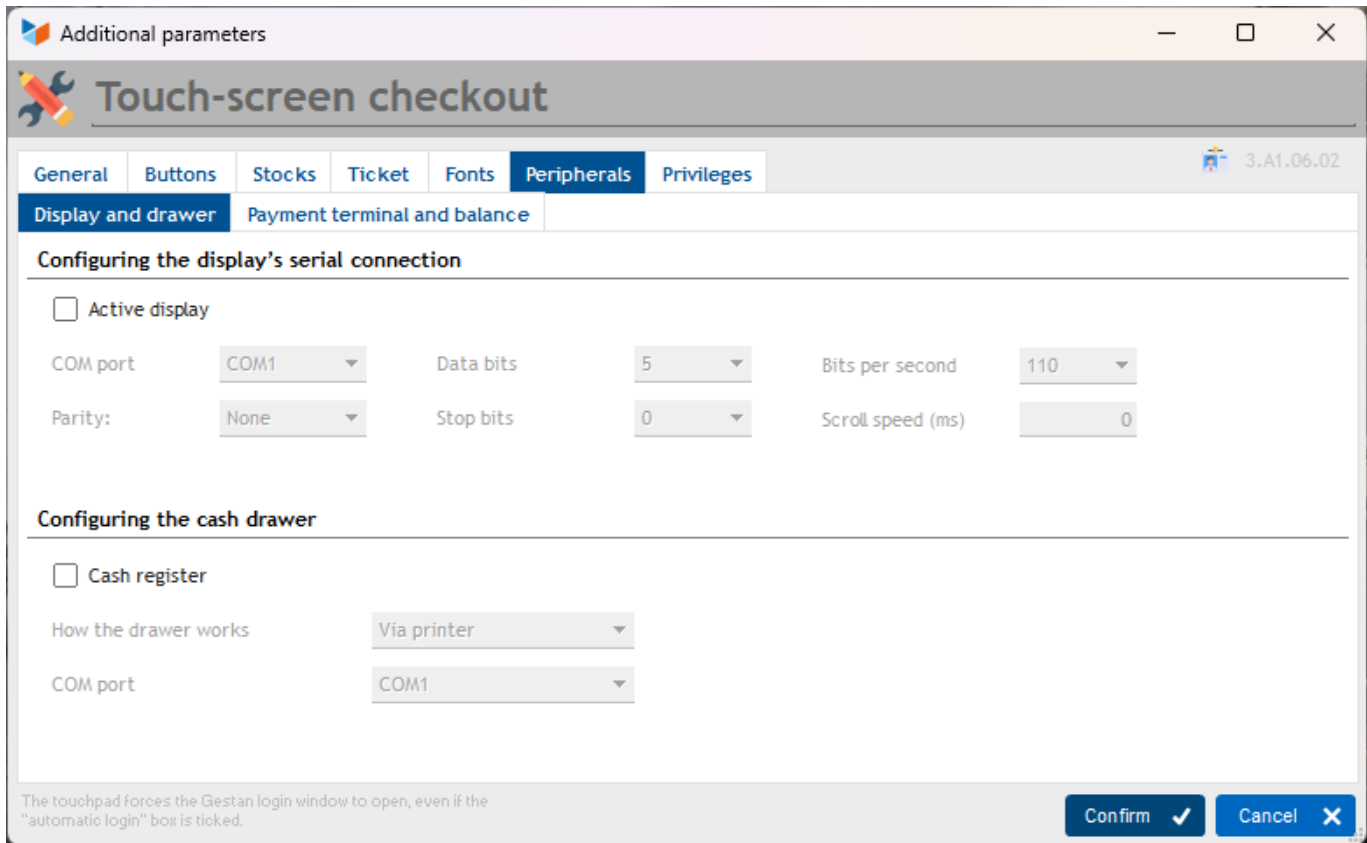 Additional parameters
Touch-screen checkout
General Buttons Stocks Ticket Fonts Peripherals Privileges 3.A1.06.02
Display and drawer Payment terminal and balance
Configuring the display's serial connection
Active display
COM port COM1 Data bits 5 Bits per second 110
Parity: None Stop bits 0 Scroll speed (ms) 0
Configuring the cash drawer
Cash register
How the drawer works Via printer
COM port COM1
The touchpad forces the Gestan login window to open, even if the
"automatic login" box is ticked.
Confirm Cancel